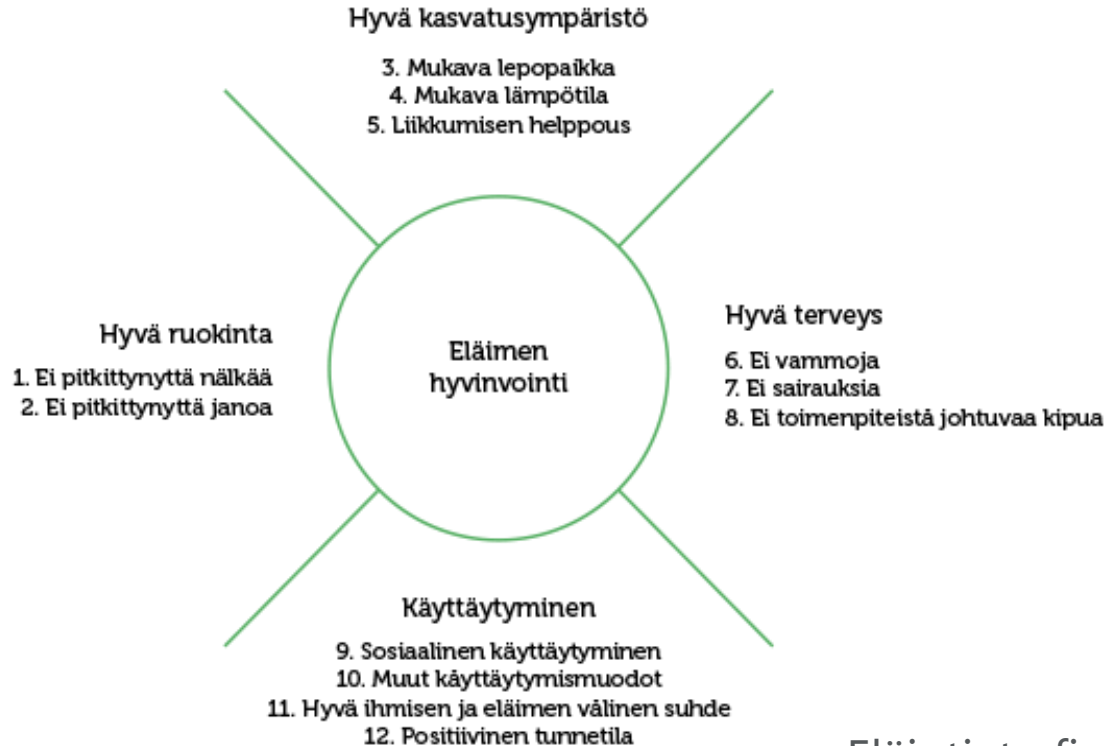 Hyvä kasvatusympäristö
3. Mukava lepopaikka
4. Mukava lämpötila
5. Liikkumisen helppous
Hyvä ruokinta
1. Ei pitkittynyttä nälkää
2. Ei pitkittynyttä janoa
Eläimen
hyvinvointi
Hyvä terveys
6. Ei vammoja
7. Ei sairauksia
8. Ei toimenpiteistä johtuvaa kipua
Käyttäytyminen
9. Sosiaalinen käyttäytyminen
10. Muut käyttäytymismuodot
11. Hyvä ihmisen ja eläimen välinen suhde
12. Positiivinen tunnetila